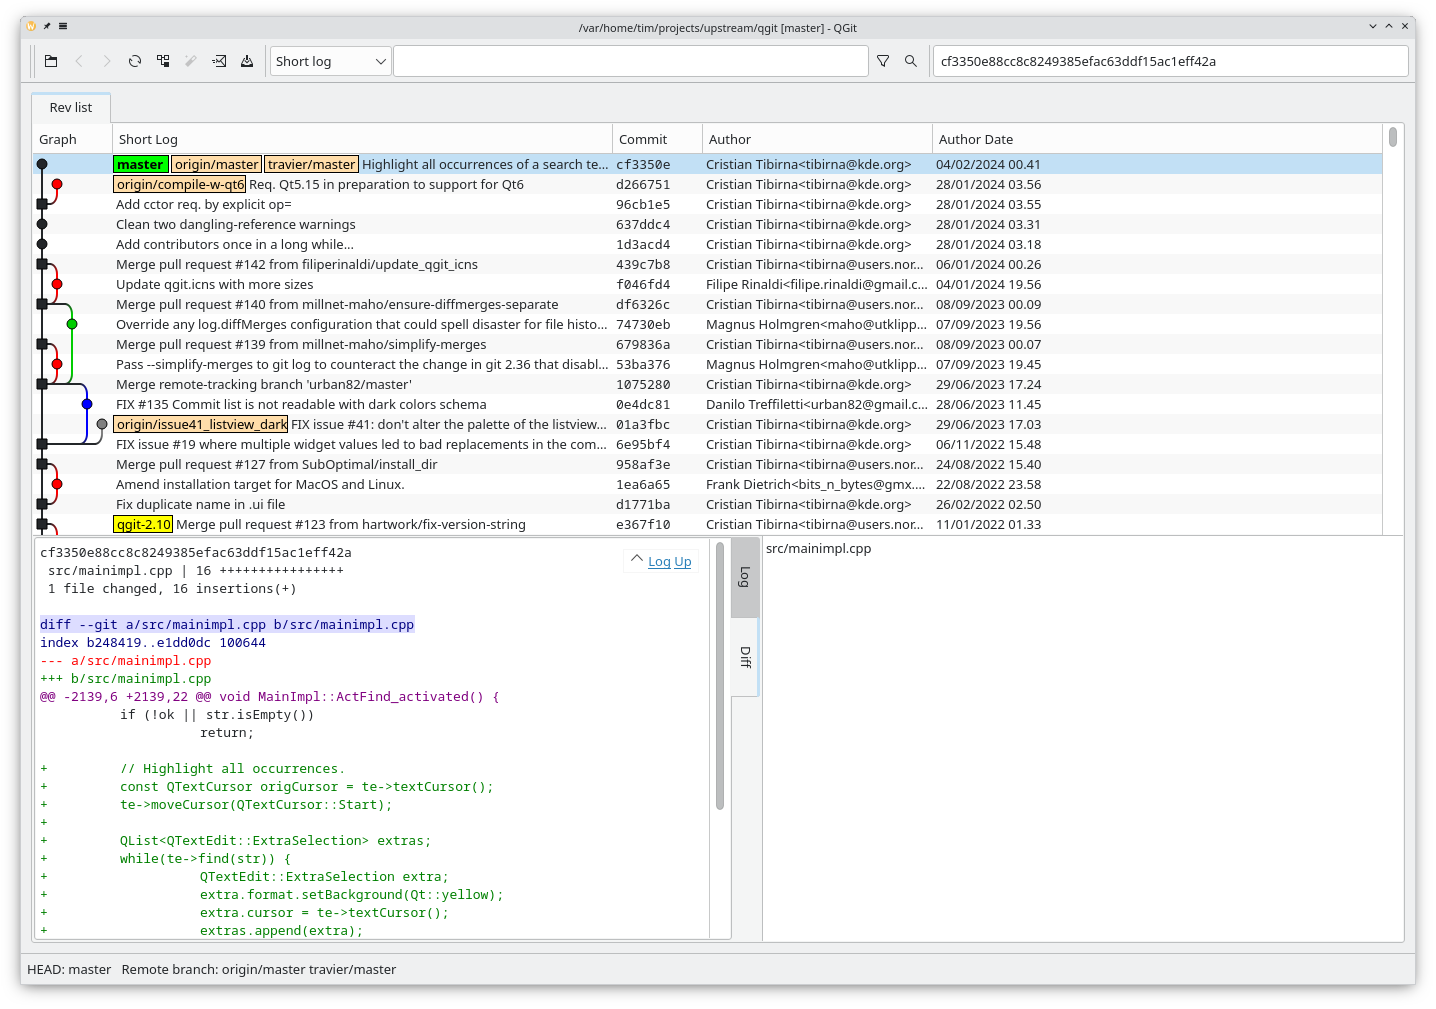 /var/home/tim/projects/upstream/qgit [master] - QGit
Short log
cf3350e88cc8c8249385efac63ddf15ac1eff42a
Rev list
Graph Short Log Commit Author Author Date
master origin/master travier/master Highlight all occurrences of a search te... cf3350e Cristian Tibirna<tibirna@kde.org> 04/02/2024 00.41
origin/compile-w-qt6 Req. Qt5.15 in preparation to support for Qt6 d266751 Cristian Tibirna<tibirna@kde.org> 28/01/2024 03.56
Add cctor req. by explicit op= 96cb1e5 Cristian Tibirna<tibirna@kde.org> 28/01/2024 03.55
Clean two dangling-reference warnings 637ddc4 Cristian Tibirna<tibirna@kde.org> 28/01/2024 03.31
Add contributors once in a long while... 1d3acd4 Cristian Tibirna<tibirna@kde.org> 28/01/2024 03.18
Merge pull request #142 from filiperinaldi/update_qgit_icns 439c7b8 Cristian Tibirna<tibirna@users.nor... 06/01/2024 00.26
Update qgit.icns with more sizes f046fd4 Filipe Rinaldi<filipe.rinaldi@gmail.c... 04/01/2024 19.56
Merge pull request #140 from millnet-maho/ensure-diffmerges-separate df6326c Cristian Tibirna<tibirna@users.nor... 08/09/2023 00.09
Override any log.diffMerges configuration that could spell disaster for file histo... 74730eb Magnus Holmgren<maho@utklipp... 07/09/2023 19.56
Merge pull request #139 from millnet-maho/simplify-merges 679836a Cristian Tibirna<tibirna@users.nor... 08/09/2023 00.07
Pass --simplify-merges to git log to counteract the change in git 2.36 that disabl... 53ba376 Magnus Holmgren<maho@utklipp... 07/09/2023 19.45
Merge remote-tracking branch 'urban82/master' 1075280 Cristian Tibirna<tibirna@kde.org> 29/06/2023 17.24
FIX #135 Commit list is not readable with dark colors schema 0e4dc81 Danilo Treffiletti<urban82@gmail.c... 28/06/2023 11.45
origin/issue41_listview_dark FIX issue #41: don't alter the palette of the listview... 01a3fbc Cristian Tibirna<tibirna@kde.org> 29/06/2023 17.03
FIX issue #19 where multiple widget values led to bad replacements in the com... 6e95bf4 Cristian Tibirna<tibirna@kde.org> 06/11/2022 15.48
Merge pull request #127 from SubOptimal/install_dir 958af3e Cristian Tibirna<tibirna@users.nor... 24/08/2022 15.40
Amend installation target for MacOS and Linux. 1ea6a65 Frank Dietrich<bits_n_bytes@gmx.... 22/08/2022 23.58
Fix duplicate name in .ui file d1771ba Cristian Tibirna<tibirna@kde.org> 26/02/2022 02.50
qgit-2.10 Merge pull request #123 from hartwork/fix-version-string e367f10 Cristian Tibirna<tibirna@users.nor... 11/01/2022 01.33
cf3350e88cc8c8249385efac63ddf15ac1eff42a
src/mainimpl.cpp | 16 ++++++++++++++++
1 file changed, 16 insertions(+)
Log Up
diff --git a/src/mainimpl.cpp b/src/mainimpl.cpp
index b248419..e1dd0dc 100644
--- a/src/mainimpl.cpp
+++ b/src/mainimpl.cpp
@@ -2139,6 +2139,22 @@ void MainImpl::ActFind_activated() {
if (!ok || str.isEmpty())
return;
+ // Highlight all occurrences.
+ const QTextCursor origCursor = te->textCursor();
+ te->moveCursor(QTextCursor::Start);
+
+ QList<QTextEdit::ExtraSelection> extras;
+ while(te->find(str)) {
+ QTextEdit::ExtraSelection extra;
+ extra.format.setBackground(Qt::yellow);
+ extra.cursor = te->textCursor();
+ extras.append(extra);
Log
Diff
src/mainimpl.cpp
HEAD: master Remote branch: origin/master travier/master